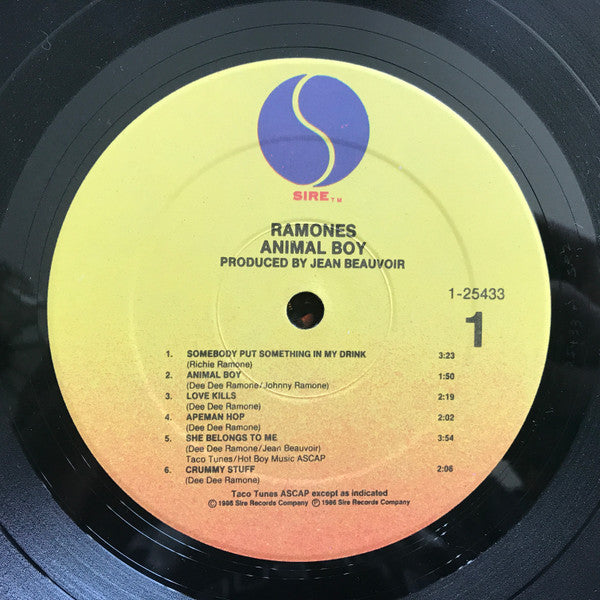 SIRE TM
RAMONES
ANIMAL BOY
PRODUCED BY JEAN BEAUVOIR
1-25433
1
1. SOMEBODY PUT SOMETHING IN MY DRINK 3:23
(Richie Ramone)
2. ANIMAL BOY 1:50
(Dee Dee Ramone/Johnny Ramone)
3. LOVE KILLS 2:19
(Dee Dee Ramone)
4. APEMAN HOP 2:02
(Dee Dee Ramone)
5. SHE BELONGS TO ME 3:54
(Dee Dee Ramone/Jean Beauvoir)
Taco Tunes/Hot Boy Music ASCAP
6. CRUMMY STUFF 2:06
(Dee Dee Ramone)
Taco Tunes ASCAP except as indicated
© 1986 Sire Records Company ℗ 1986 Sire Records Company